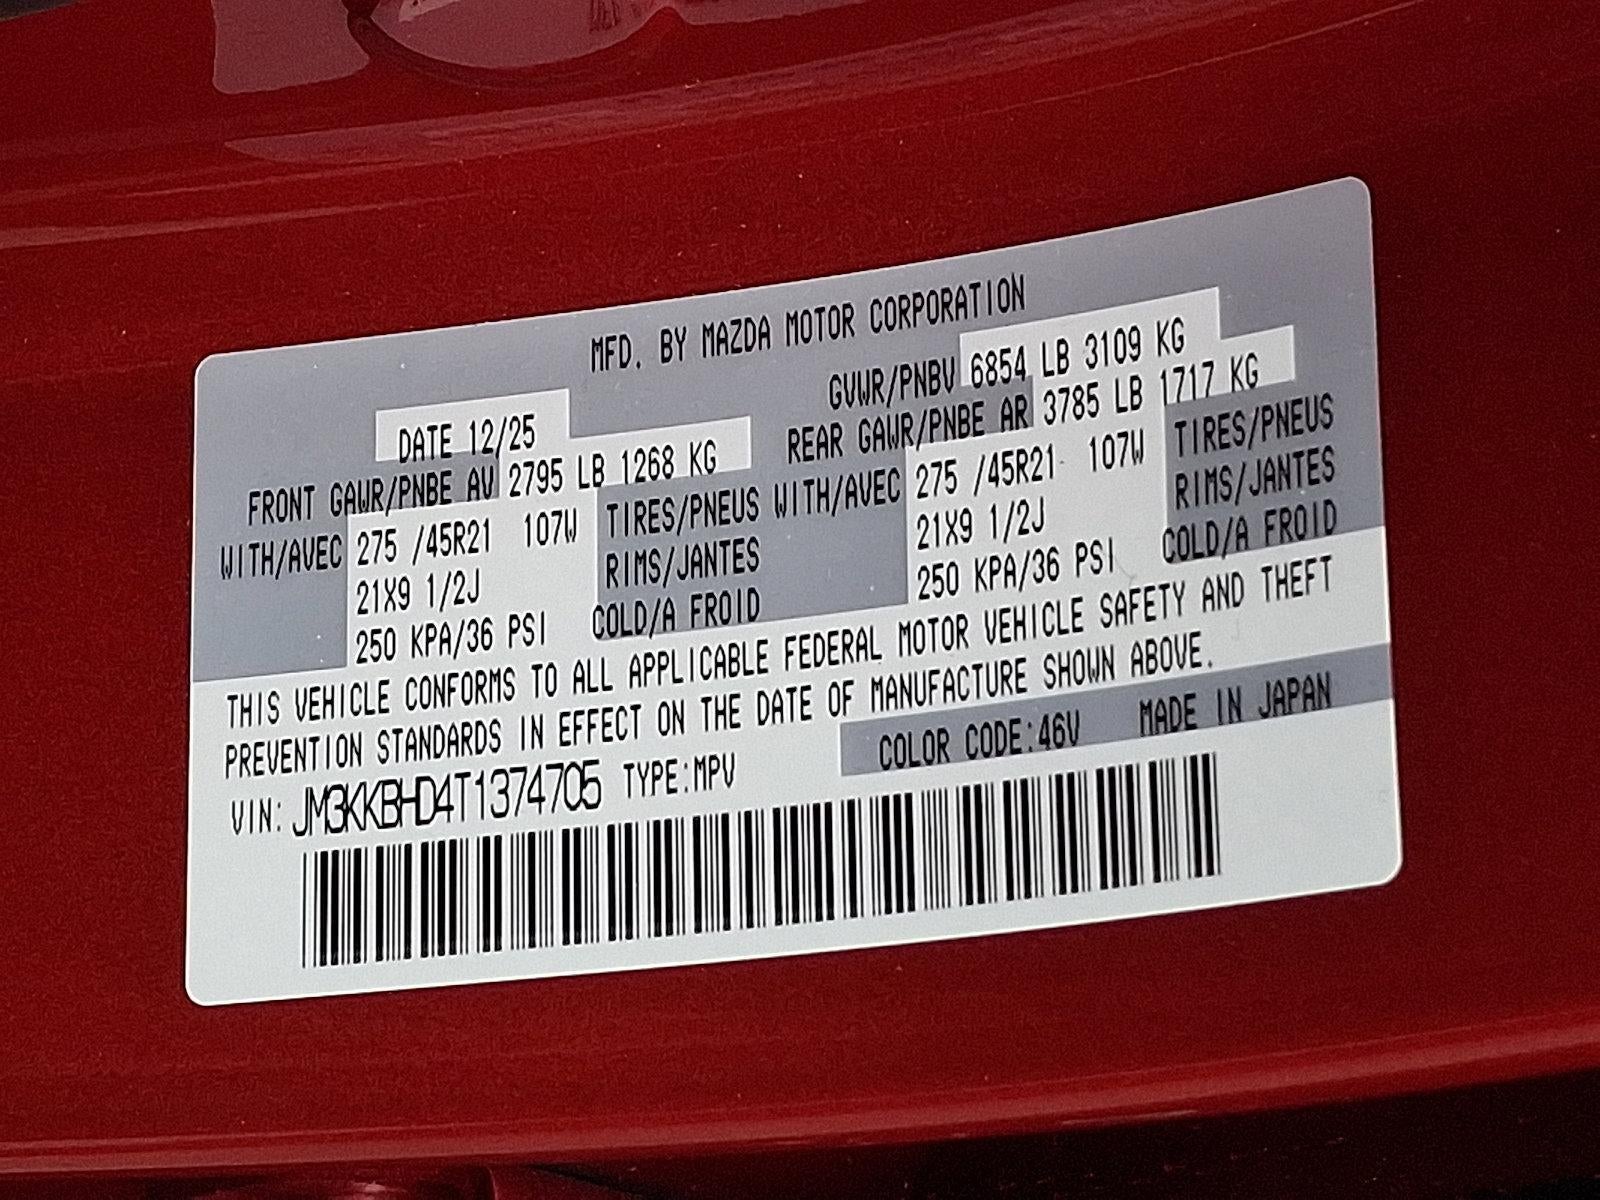 MFD. BY MAZDA MOTOR CORPORATION
DATE 12/25
GVWR/PNBV 6854 LB 3109 KG
FRONT GAWR/PNBE AV 2795 LB 1268 KG
REAR GAWR/PNBE AR 3785 LB 1717 KG
WITH/AVEC 275 /45R21 107W TIRES/PNEUS
21X9 1/2J RIMS/JANTES
250 KPA/36 PSI COLD/A FROID
WITH/AVEC 275 /45R21 107W TIRES/PNEUS
21X9 1/2J RIMS/JANTES
250 KPA/36 PSI COLD/A FROID
THIS VEHICLE CONFORMS TO ALL APPLICABLE FEDERAL MOTOR VEHICLE SAFETY AND THEFT
PREVENTION STANDARDS IN EFFECT ON THE DATE OF MANUFACTURE SHOWN ABOVE.
COLOR CODE:46V MADE IN JAPAN
VIN: JM3KKBHD4T1374705 TYPE:MPV